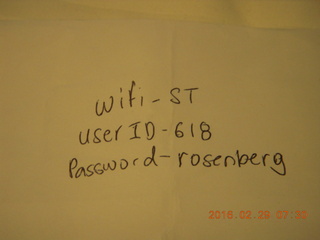 wifi-ST
userID-618
Password-rosenberg
2016.02.29 07:30